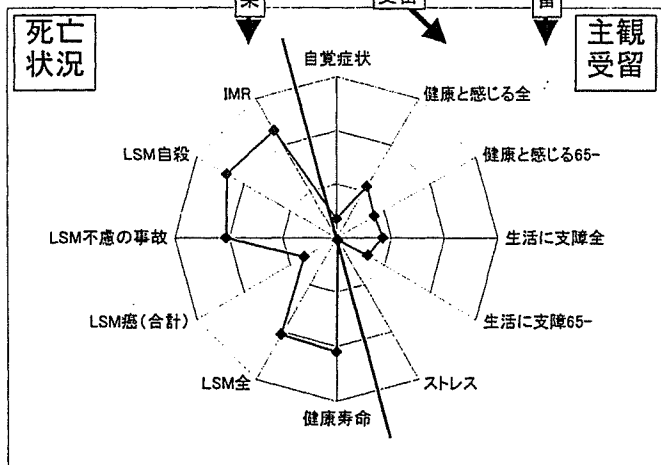 受留
死亡
状況
主観
受留
自覚症状
IMR
健康と感じる全
LSM自殺
健康と感じる65-
LSM不慮の事故
生活に支障全
LSM癌(合計)
生活に支障65-
LSM全
ストレス
健康寿命